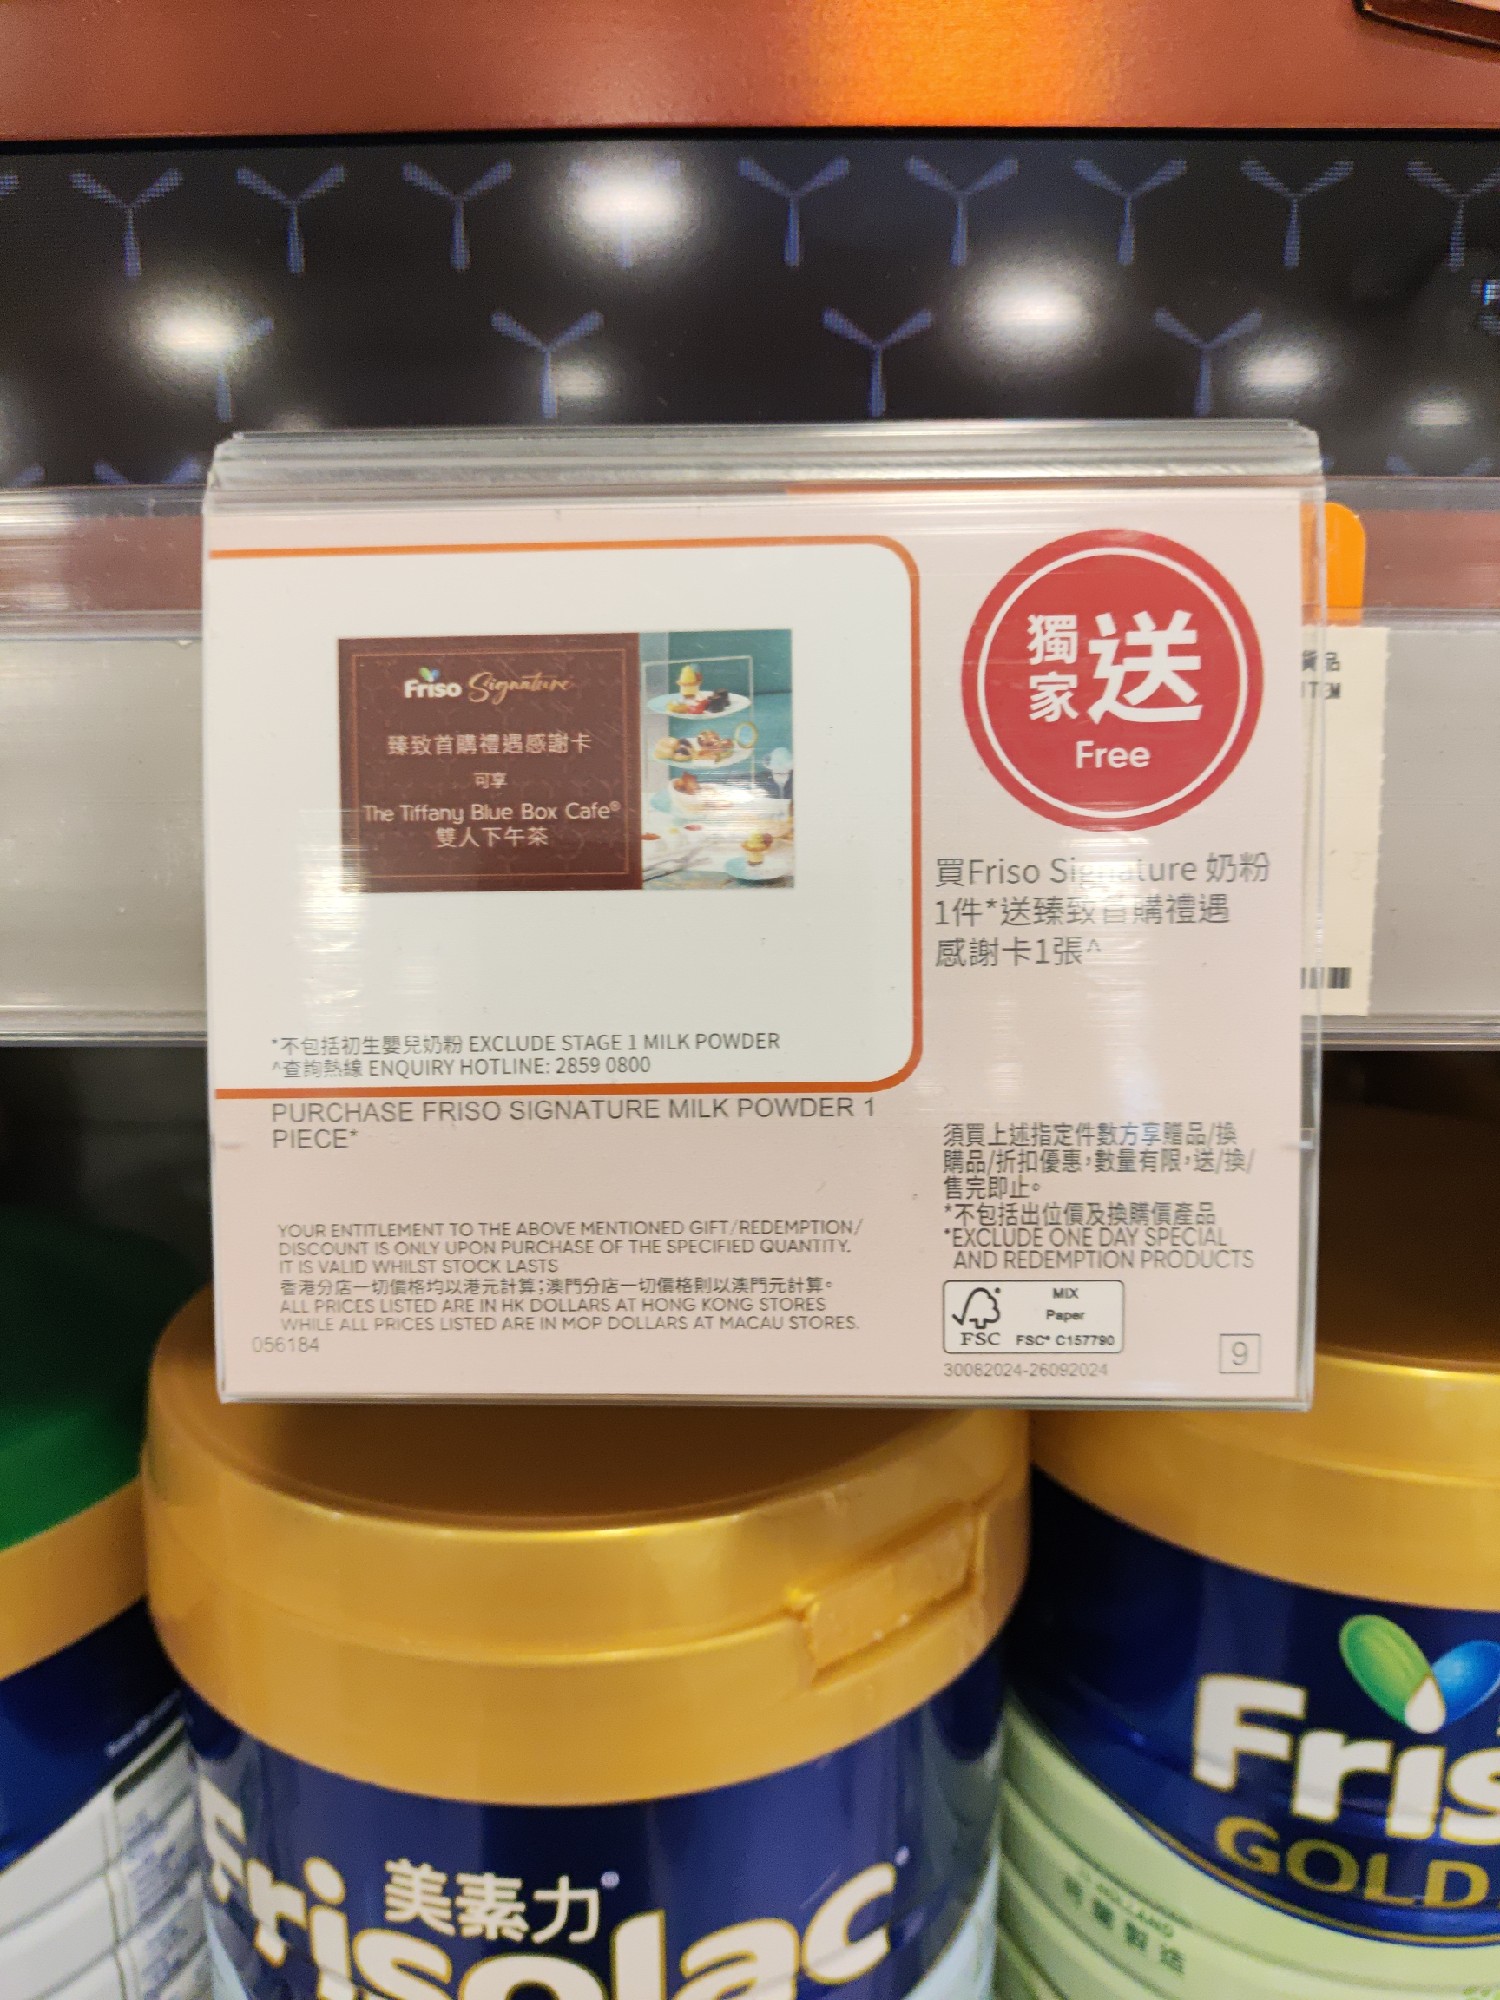 Friso Signature
臻致首購禮遇感謝卡
可享
The Tiffany Blue Box Cafe®
雙人下午茶
獨家送
Free
買Friso Signature 奶粉
1件*送臻致首購禮遇
感謝卡1張^
*不包括初生嬰兒奶粉 EXCLUDE STAGE 1 MILK POWDER
^查詢熱線 ENQUIRY HOTLINE: 2859 0800
PURCHASE FRISO SIGNATURE MILK POWDER 1
PIECE*
YOUR ENTITLEMENT TO THE ABOVE MENTIONED GIFT/REDEMPTION/
DISCOUNT IS ONLY UPON PURCHASE OF THE SPECIFIED QUANTITY.
IT IS VALID WHILST STOCK LASTS
香港分店一切價格均以港元計算;澳門分店一切價格則以澳門元計算。
ALL PRICES LISTED ARE IN HK DOLLARS AT HONG KONG STORES
WHILE ALL PRICES LISTED ARE IN MOP DOLLARS AT MACAU STORES.
056184
須買上述指定件數方享贈品/換
購品/折扣優惠,數量有限,送/換/
售完即止。
*不包括出位價及換購價產品
*EXCLUDE ONE DAY SPECIAL
AND REDEMPTION PRODUCTS
FSC
MIX
Paper
FSC® C157790
30082024-26092024
9
貨品
ITEM
美素力®
Frisolac
Fris
GOLD